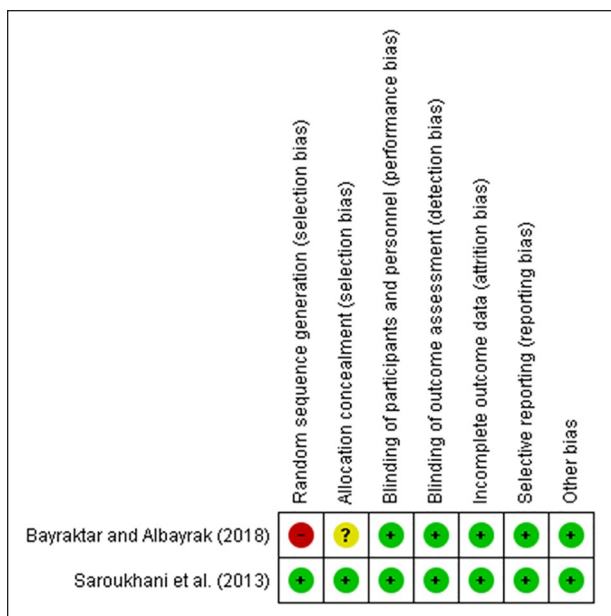 Random sequence generation (selection bias)
Allocation concealment (selection bias)
Blinding of participants and personnel (performance bias)
Blinding of outcome assessment (detection bias)
Incomplete outcome data (attrition bias)
Selective reporting (reporting bias)
Other bias
Bayraktar and Albayrak (2018) - ? + + + + +
Saroukhani et al. (2013) + + + + + + +